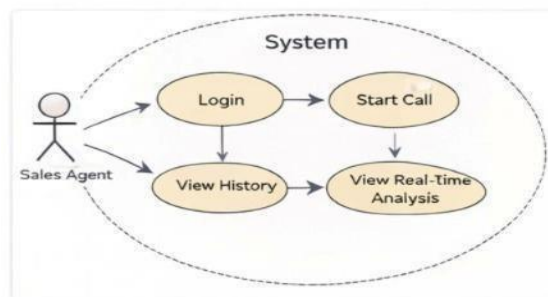 System
Login
Start Call
Sales Agent
View History
View Real-Time
Analysis